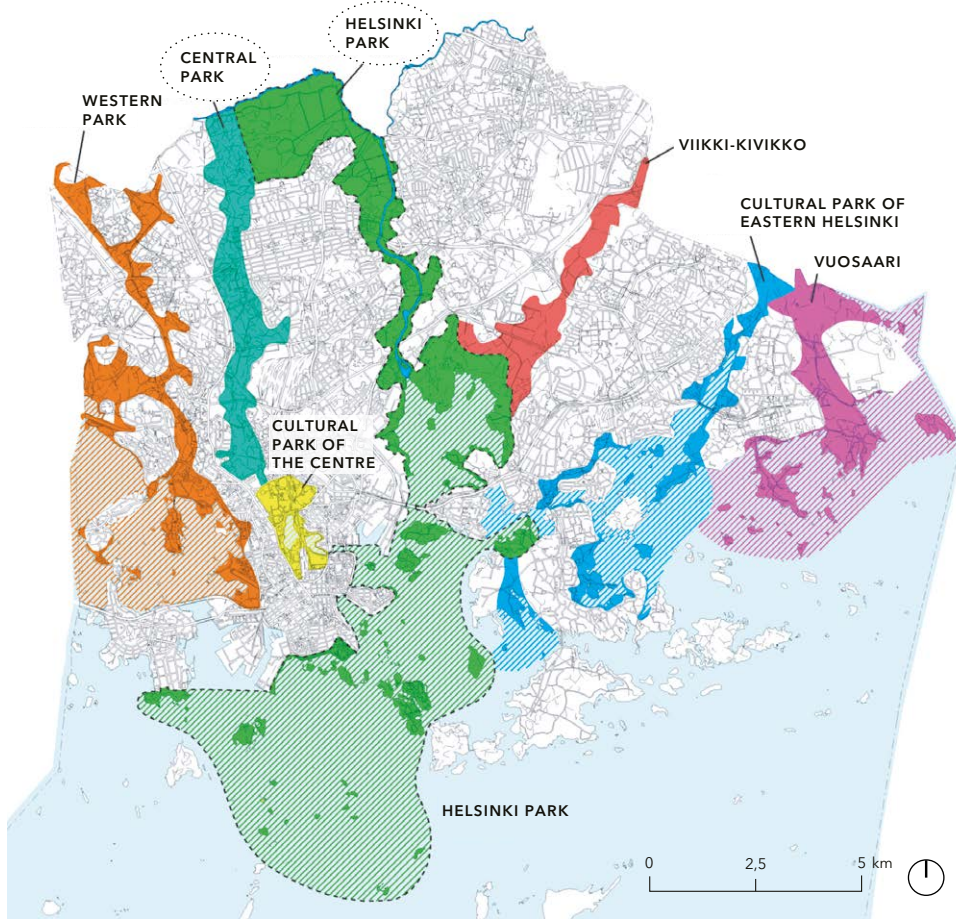 HELSINKI
PARK
CENTRAL
PARK
WESTERN
PARK
VIIKKI-KIVIKKO
CULTURAL PARK OF
EASTERN HELSINKI
VUOSAARI
CULTURAL
PARK OF
THE CENTRE
HELSINKI PARK
0 2,5 5 km